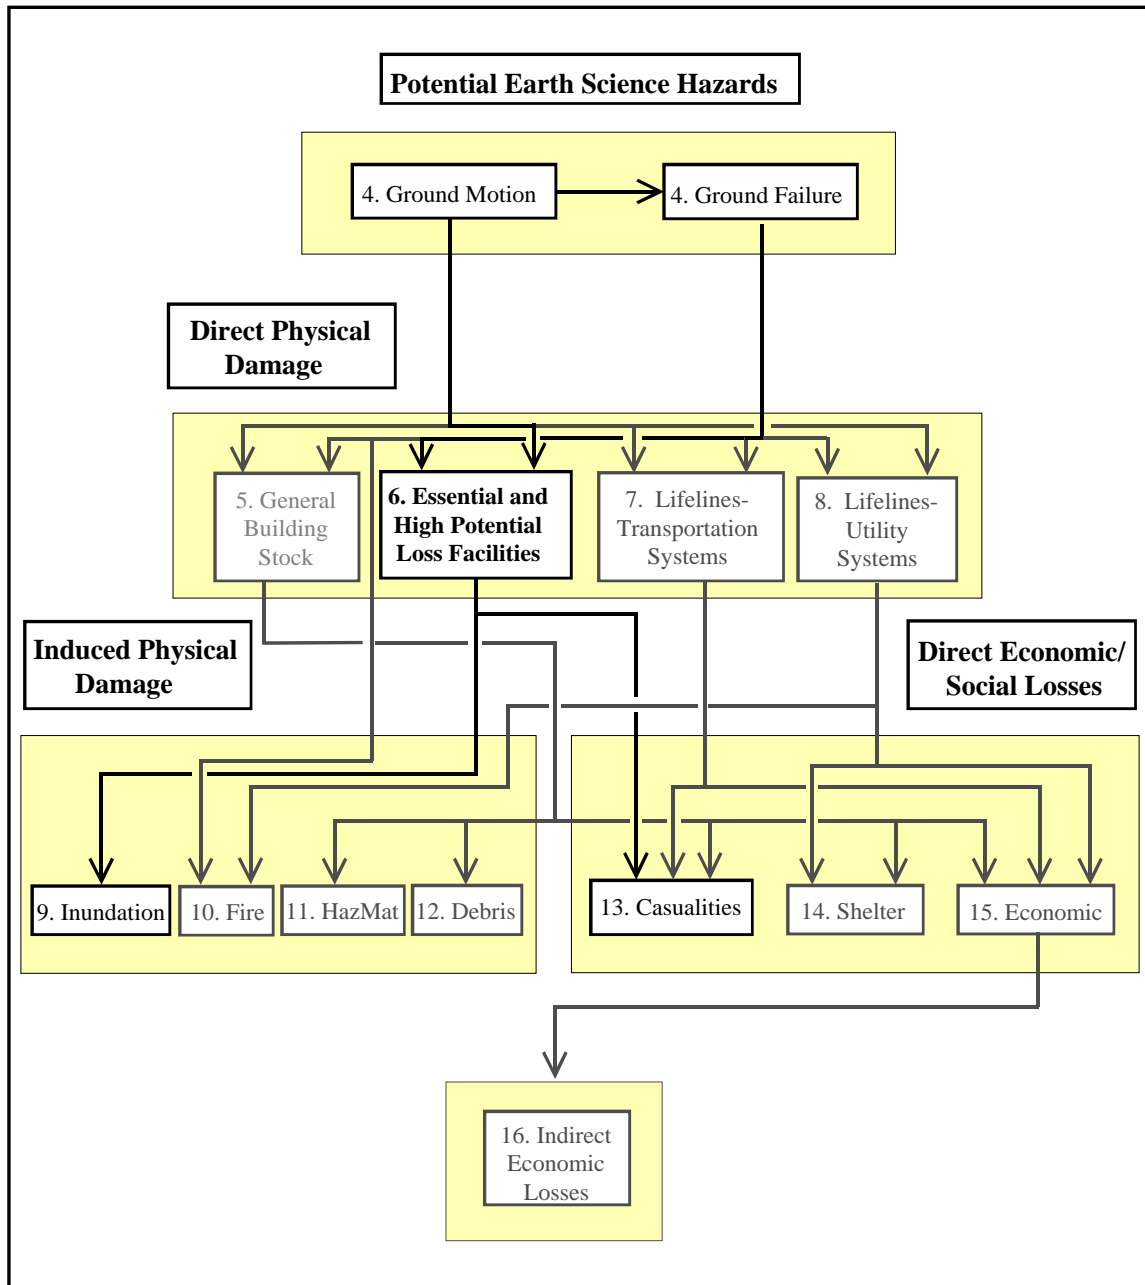 Potential Earth Science Hazards
4. Ground Motion
4. Ground Failure
Direct Physical
Damage
5. General
Building
Stock
6. Essential and
High Potential
Loss Facilities
7. Lifelines-
Transportation
Systems
8. Lifelines-
Utility
Systems
Induced Physical
Damage
Direct Economic/
Social Losses
9. Inundation
10. Fire
11. HazMat
12. Debris
13. Casualities
14. Shelter
15. Economic
16. Indirect
Economic
Losses